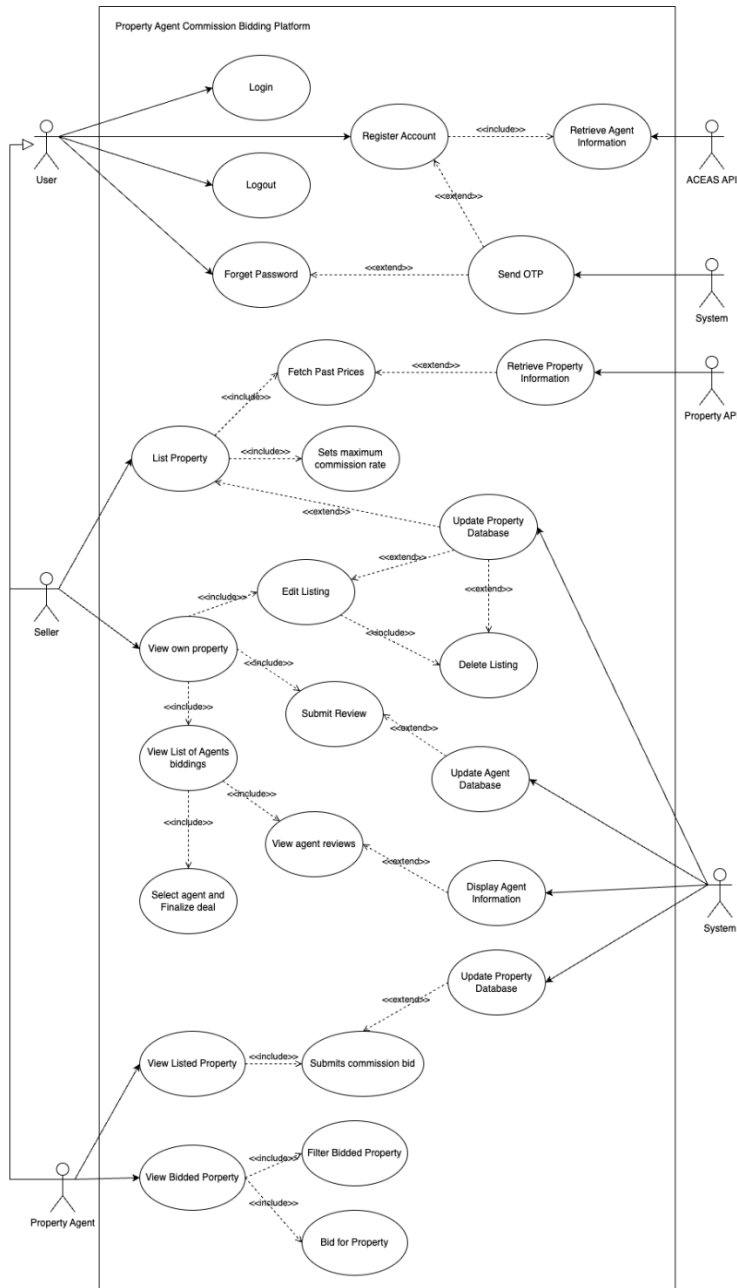 Property Agent Commission Bidding Platform
Login
Register Account
<<include>>
Retrieve Agent
Information
User
ACEAS API
Logout
<<extend>>
Forget Password
<<extend>>
Send OTP
System
Fetch Past Prices
<<extend>>
Retrieve Property
Information
Property API
<<include>>
List Property
<<include>>
Sets maximum
commission rate
<<extend>>
Update Property
Database
<<extend>>
<<extend>>
Seller
<<include>>
Edit Listing
<<include>>
View own property
<<include>>
Delete Listing
<<include>>
Submit Review
<<extend>>
View List of Agents
biddings
<<include>>
Update Agent
Database
<<include>>
View agent reviews
<<extend>>
Select agent and
Finalize deal
Display Agent
Information
System
Update Property
Database
<<extend>>
View Listed Property
<<include>>
Submits commission bid
Property Agent
View Bidded Porperty
<<include>>
Filter Bidded Property
<<include>>
Bid for Property